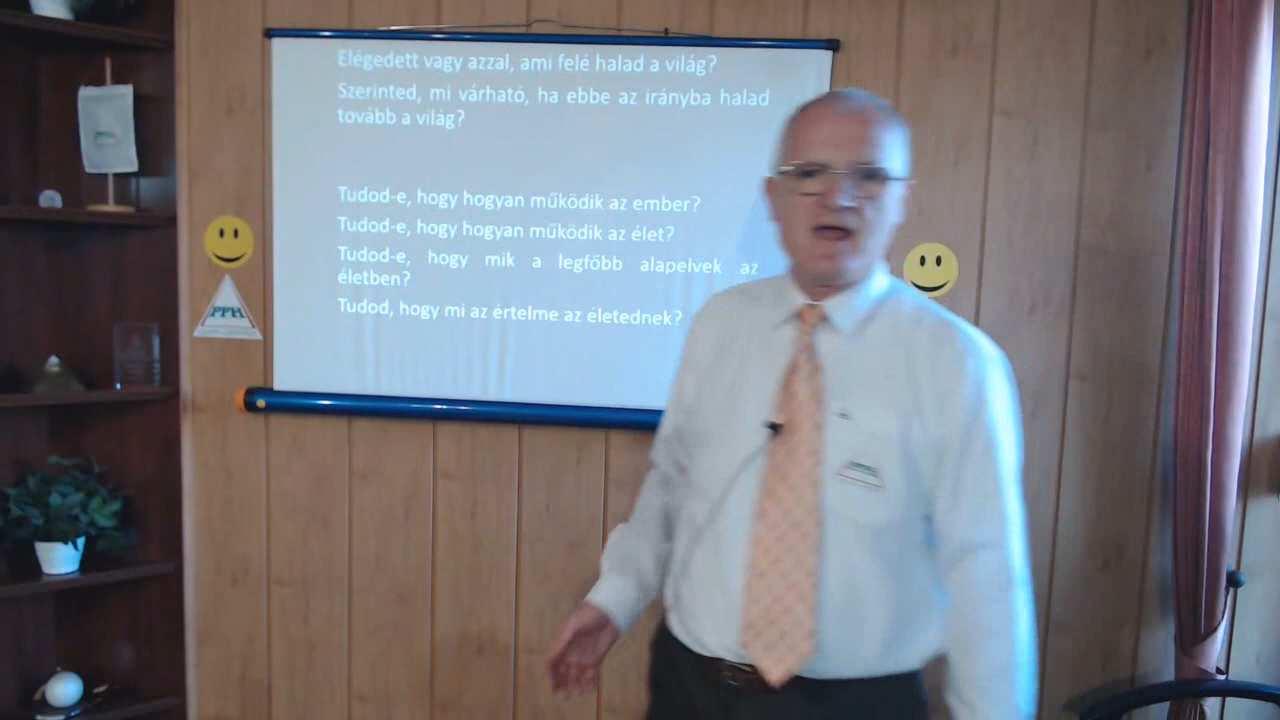 Elégedett vagy azzal, ami felé halad a világ?
Szerinted, mi várható, ha ebbe az irányba halad
tovább a világ?
Tudod-e, hogy hogyan működik az ember?
Tudod-e, hogy hogyan működik az élet?
Tudod-e, hogy mik a legfőbb alapelvek az
életben?
Tudod, hogy mi az értelme az életednek?
PPH